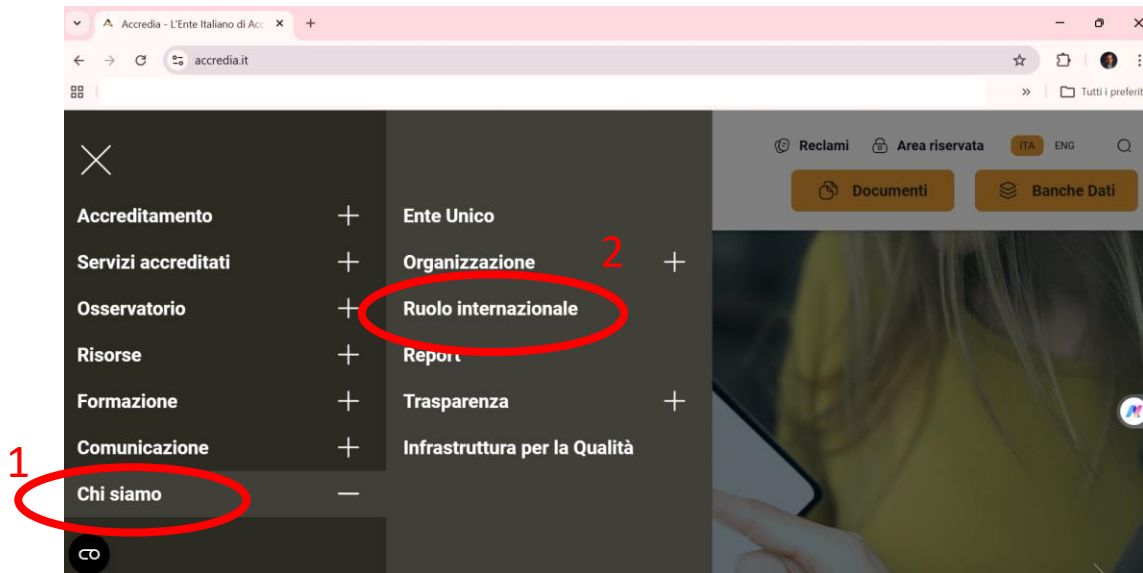 Accredia - L'Ente Italiano di Acc
accredia.it
Tutti i preferit
Reclami Area riservata ITA ENG
Documenti Banche Dati
Accreditamento
Servizi accreditati
Osservatorio
Risorse
Formazione
Comunicazione
1
Chi siamo
Ente Unico
Organizzazione
2
Ruolo internazionale
Report
Trasparenza
Infrastruttura per la Qualità